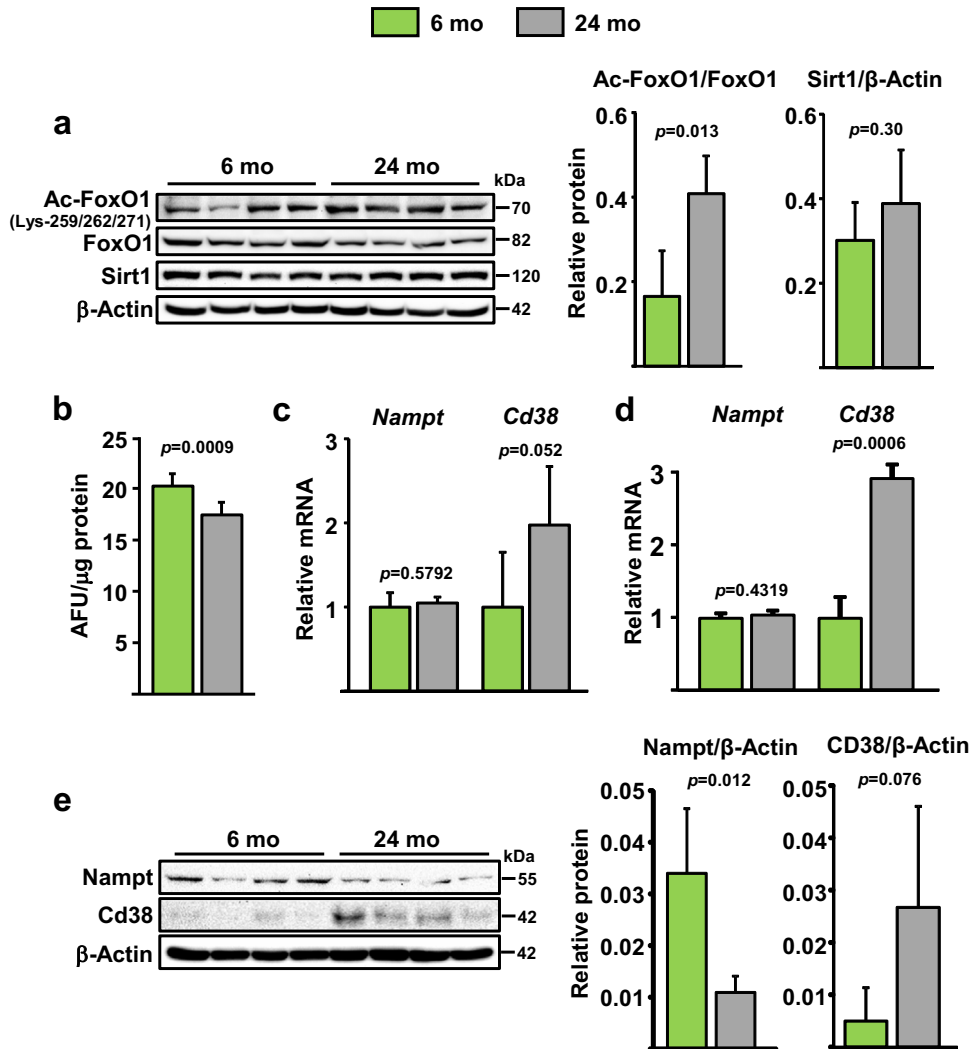 6 mo 24 mo
a
Ac-FoxO1/FoxO1 Sirt1/β-Actin
6 mo 24 mo
kDa
Ac-FoxO1
(Lys-259/262/271)
70
FoxO1
82
Sirt1
120
β-Actin
42
Relative protein
0.6
0.4
0.2
p=0.013
0.6
0.4
0.2
p=0.30
b
AFU/μg protein
25
20
15
10
5
p=0.0009
c
Nampt Cd38
Relative mRNA
3
2
1
p=0.5792
p=0.052
d
Nampt Cd38
Relative mRNA
3
2
1
p=0.4319
p=0.0006
e
6 mo 24 mo
kDa
Nampt
55
Cd38
42
β-Actin
42
Nampt/β-Actin CD38/β-Actin
Relative protein
0.05
0.04
0.03
0.02
0.01
p=0.012
0.05
0.04
0.03
0.02
0.01
p=0.076